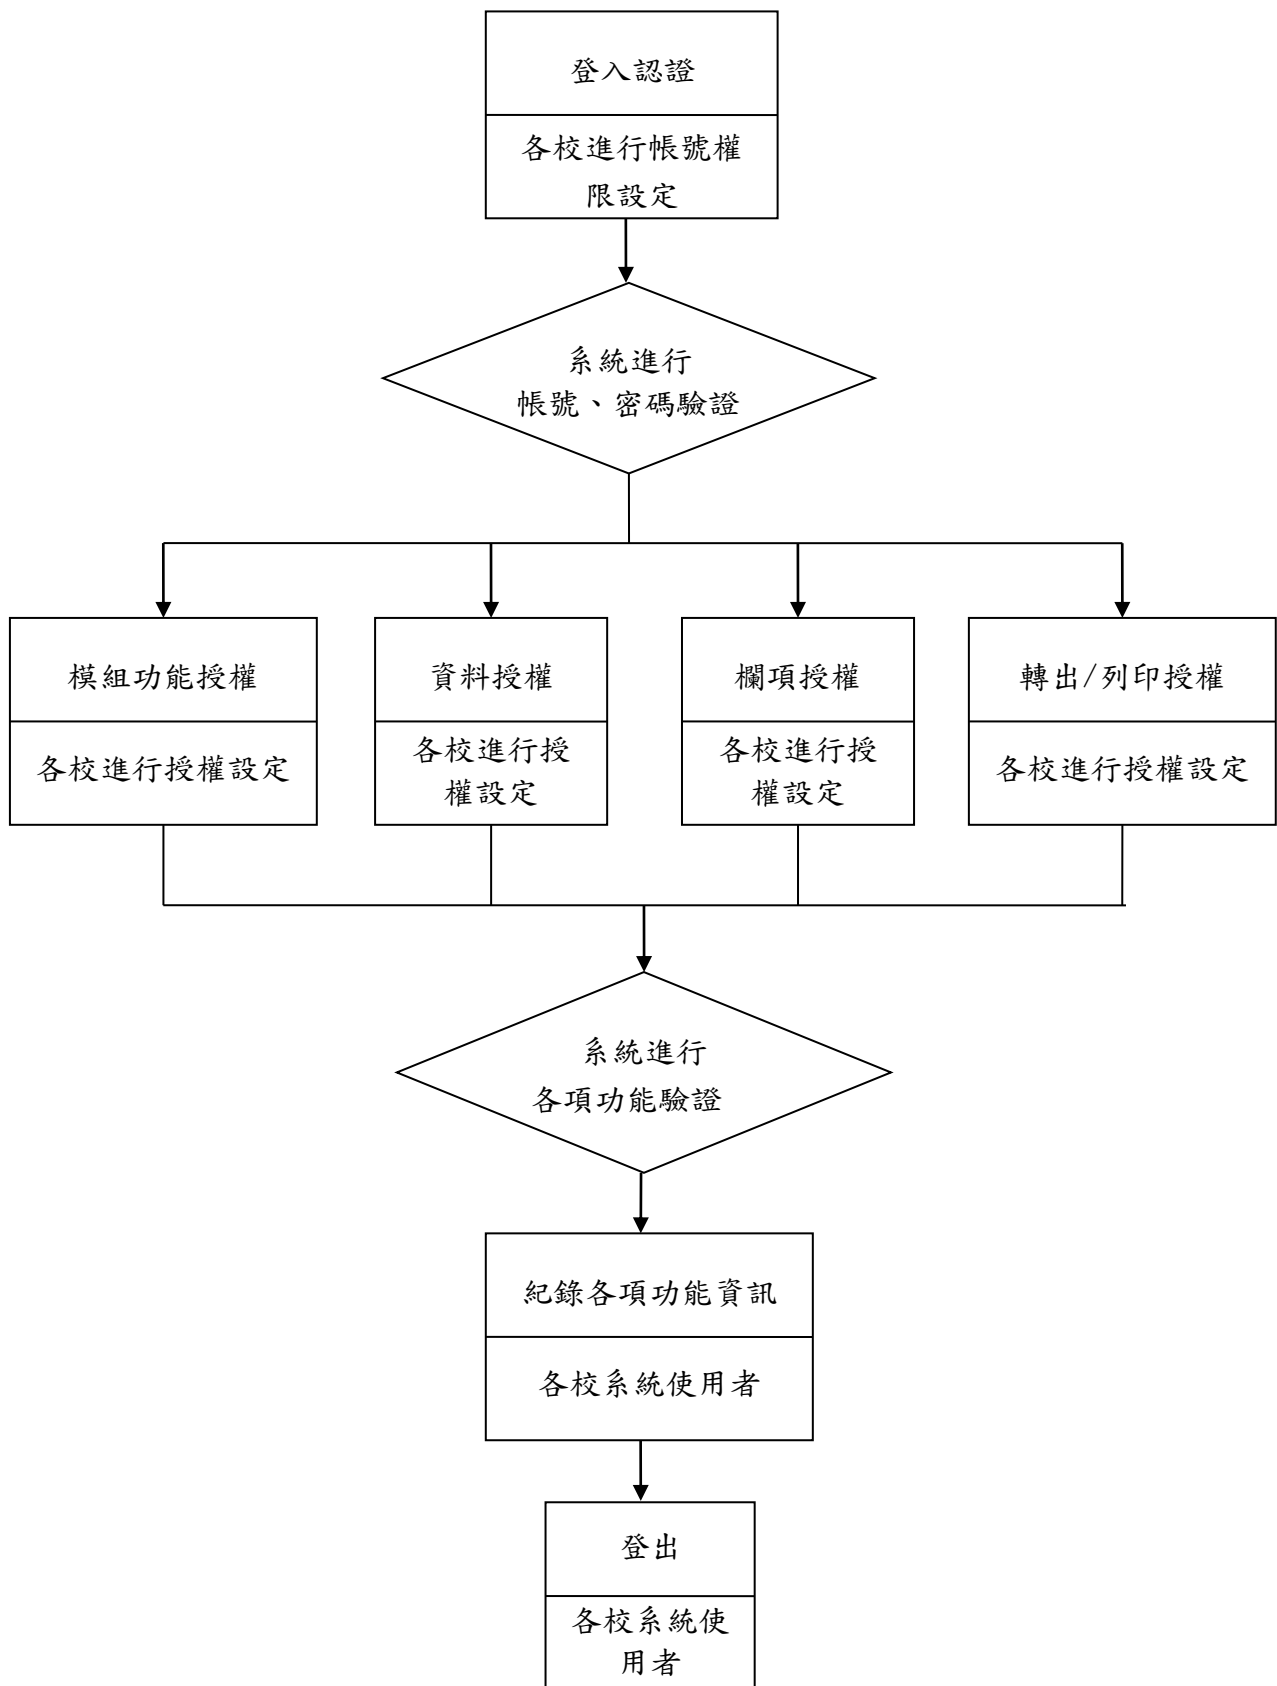 登入認證
各校進行帳號權
限設定
系統進行
帳號、密碼驗證
模組功能授權
各校進行授權設定
資料授權
各校進行授
權設定
欄項授權
各校進行授
權設定
轉出/列印授權
各校進行授權設定
系統進行
各項功能驗證
紀錄各項功能資訊
各校系統使用者
登出
各校系統使
用者